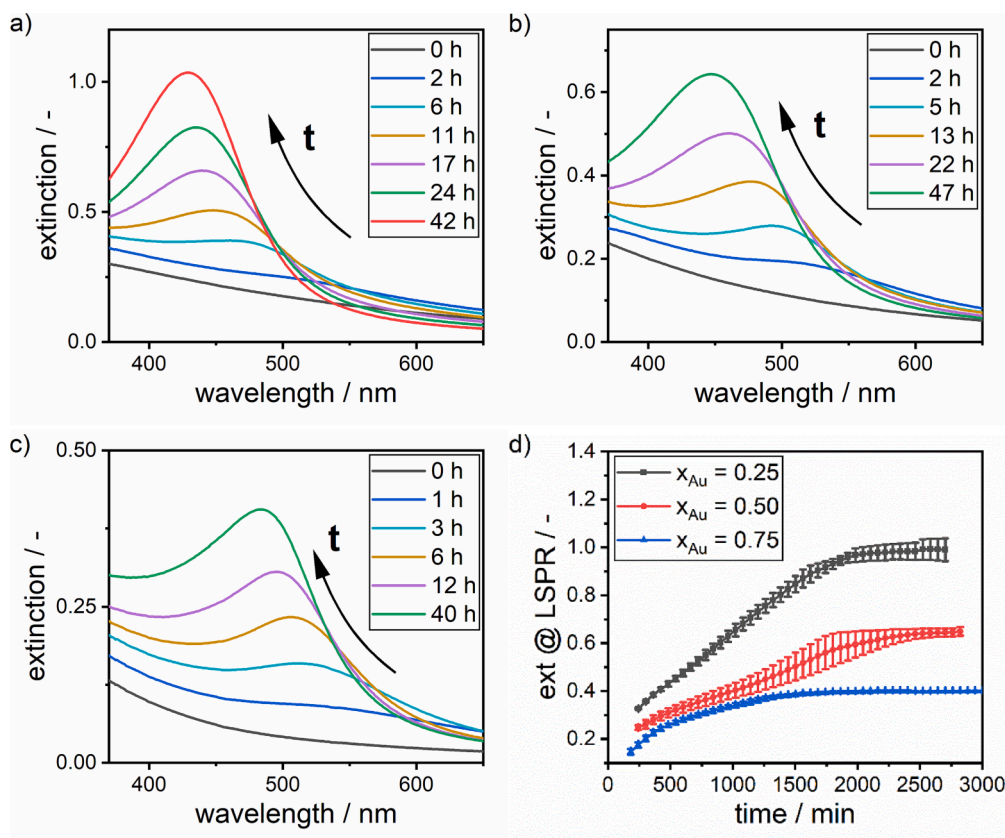 a)
extinction / -
1.0
0.5
0.0
400
500
600
wavelength / nm
0 h
2 h
6 h
11 h
17 h
24 h
42 h
t
b)
extinction / -
0.6
0.4
0.2
0.0
400
500
600
wavelength / nm
0 h
2 h
5 h
13 h
22 h
47 h
t
c)
extinction / -
0.50
0.25
0.00
400
500
600
wavelength / nm
0 h
1 h
3 h
6 h
12 h
40 h
t
d)
ext @ LSPR / -
1.4
1.2
1.0
0.8
0.6
0.4
0.2
0
500
1000
1500
2000
2500
3000
time / min
xAu = 0.25
xAu = 0.50
xAu = 0.75